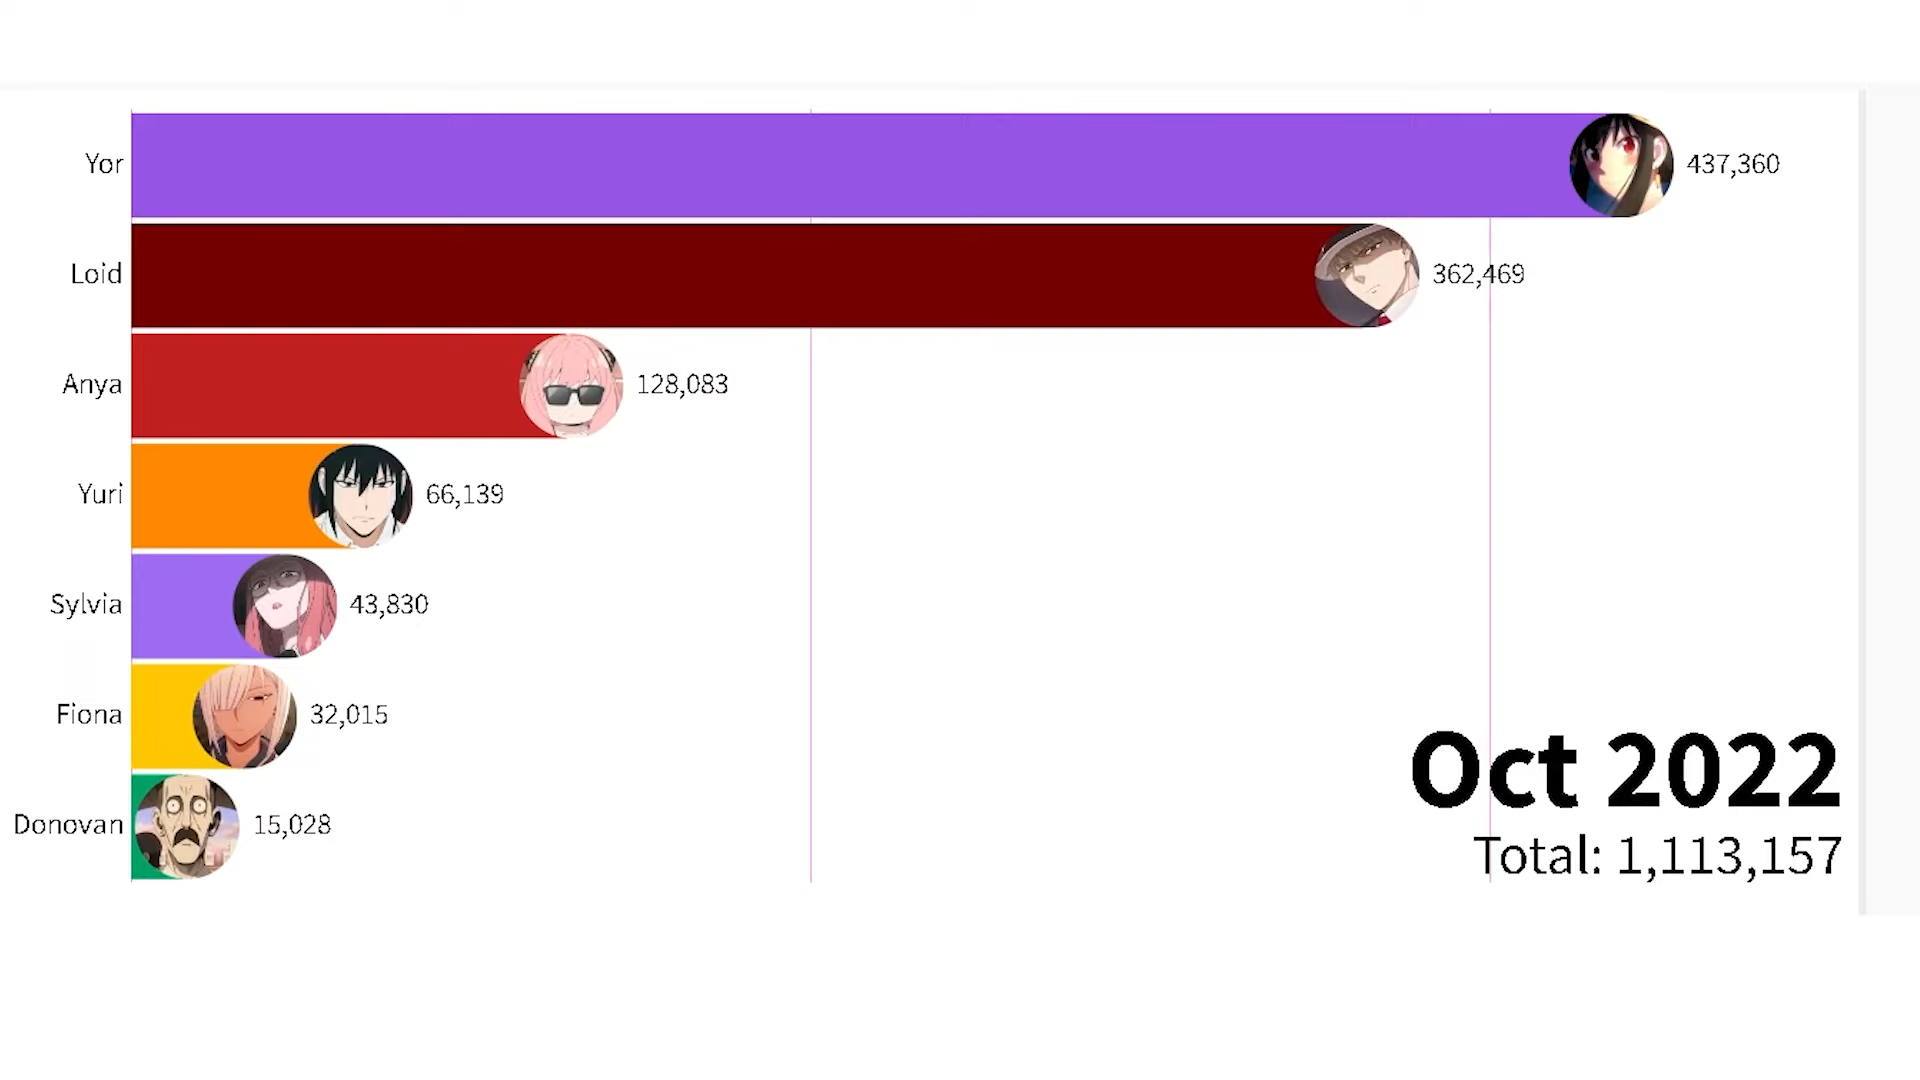 Yor 437,360
Loid 362,469
Anya 128,083
Yuri 66,139
Sylvia 43,830
Fiona 32,015
Donovan 15,028
Oct 2022
Total: 1,113,157